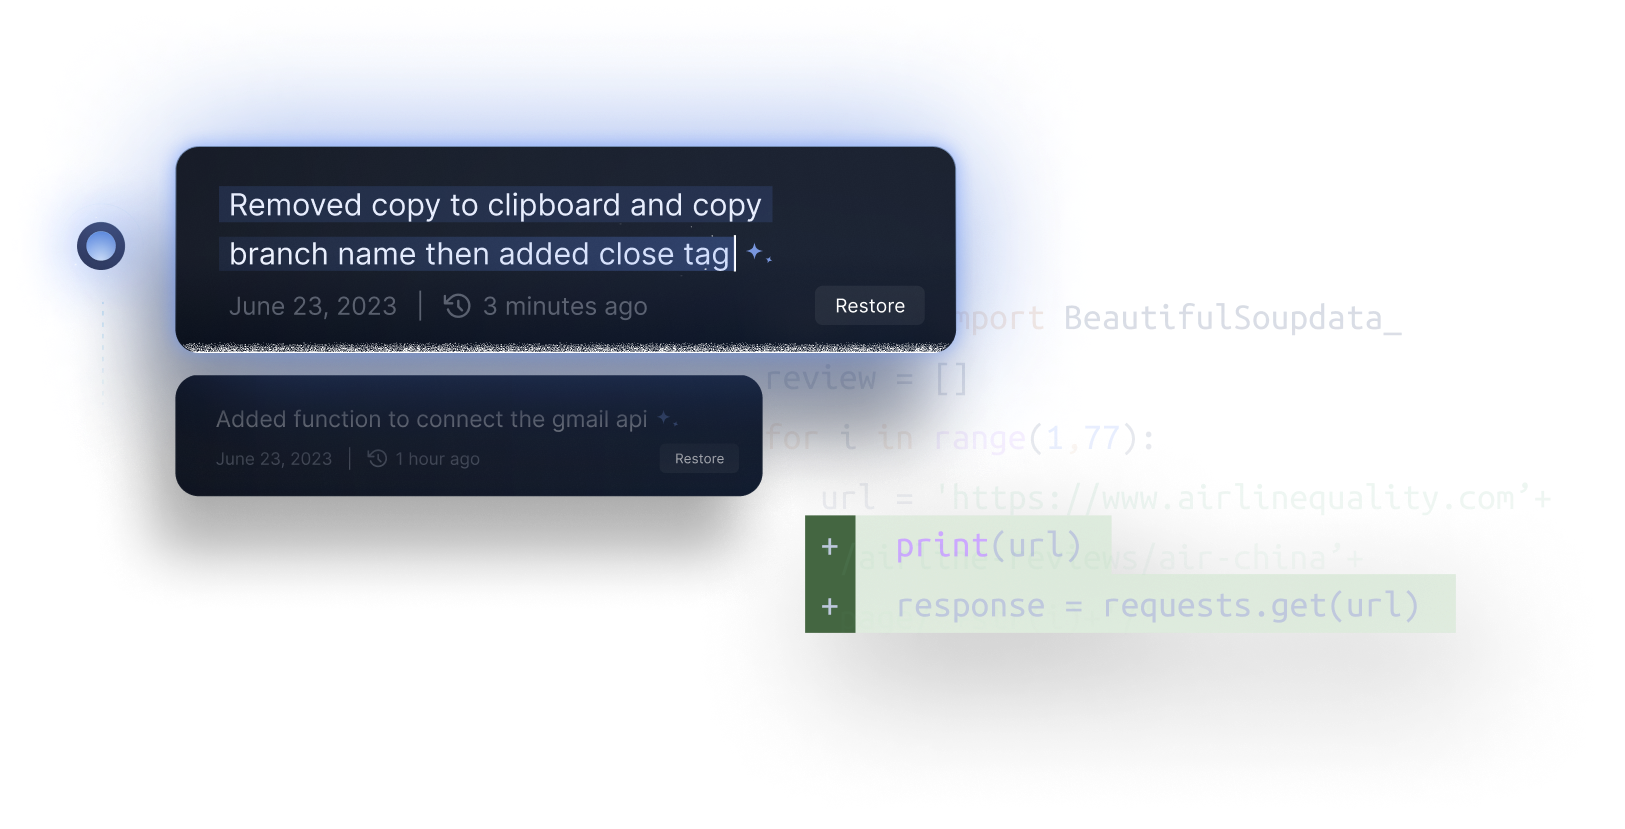 Removed copy to clipboard and copy
branch name then added close tag
June 23, 2023 | 3 minutes ago
Restore
Added function to connect the gmail api
June 23, 2023 | 1 hour ago
Restore
mport BeautifulSoupdata_
review = []
for i in range(1,77):
url = 'https://www.airlinequality.com’+
/airline-reviews/air-china’+
+ print(url)
+ response = requests.get(url)